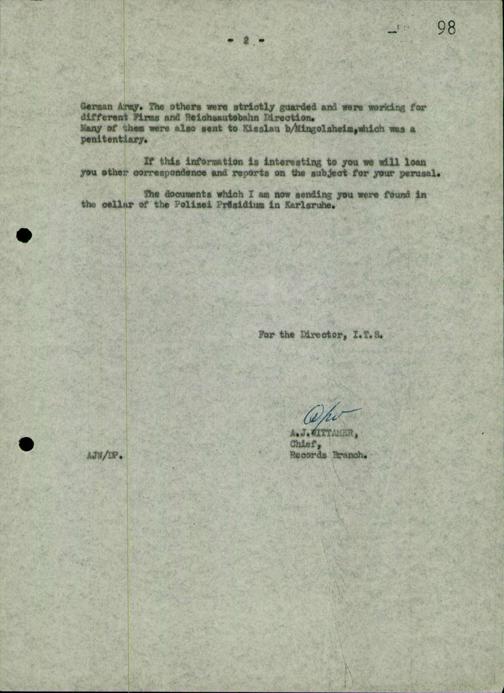 98
- 2 -
German Army. The others were strictly guarded and were working for
different Firms and Reichsautobahn Direction.
Many of them were also sent to Kisslau b/Mingolsheim,which was a
penitentiary.
If this information is interesting to you we will loan
you other correspondence and reports on the subject for your perusal.
The documents which I am now sending you were found in
the cellar of the Polizei Präsidium in Karlsruhe.
For the Director, I.T.S.
A.J.WITTAMER,
Chief,
AJW/DP.
Records Branch.